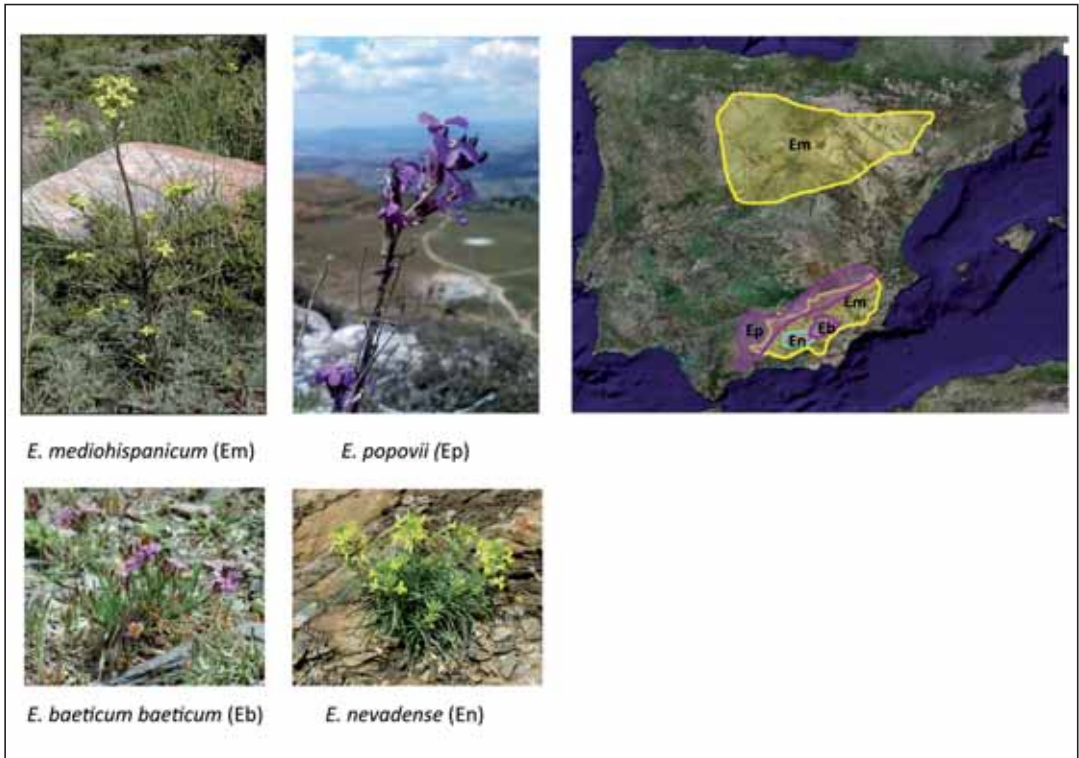 Em
Em
Ep
Eb
En
E. mediohispanicum (Em)
E. popovii (Ep)
E. baeticum baeticum (Eb)
E. nevadense (En)